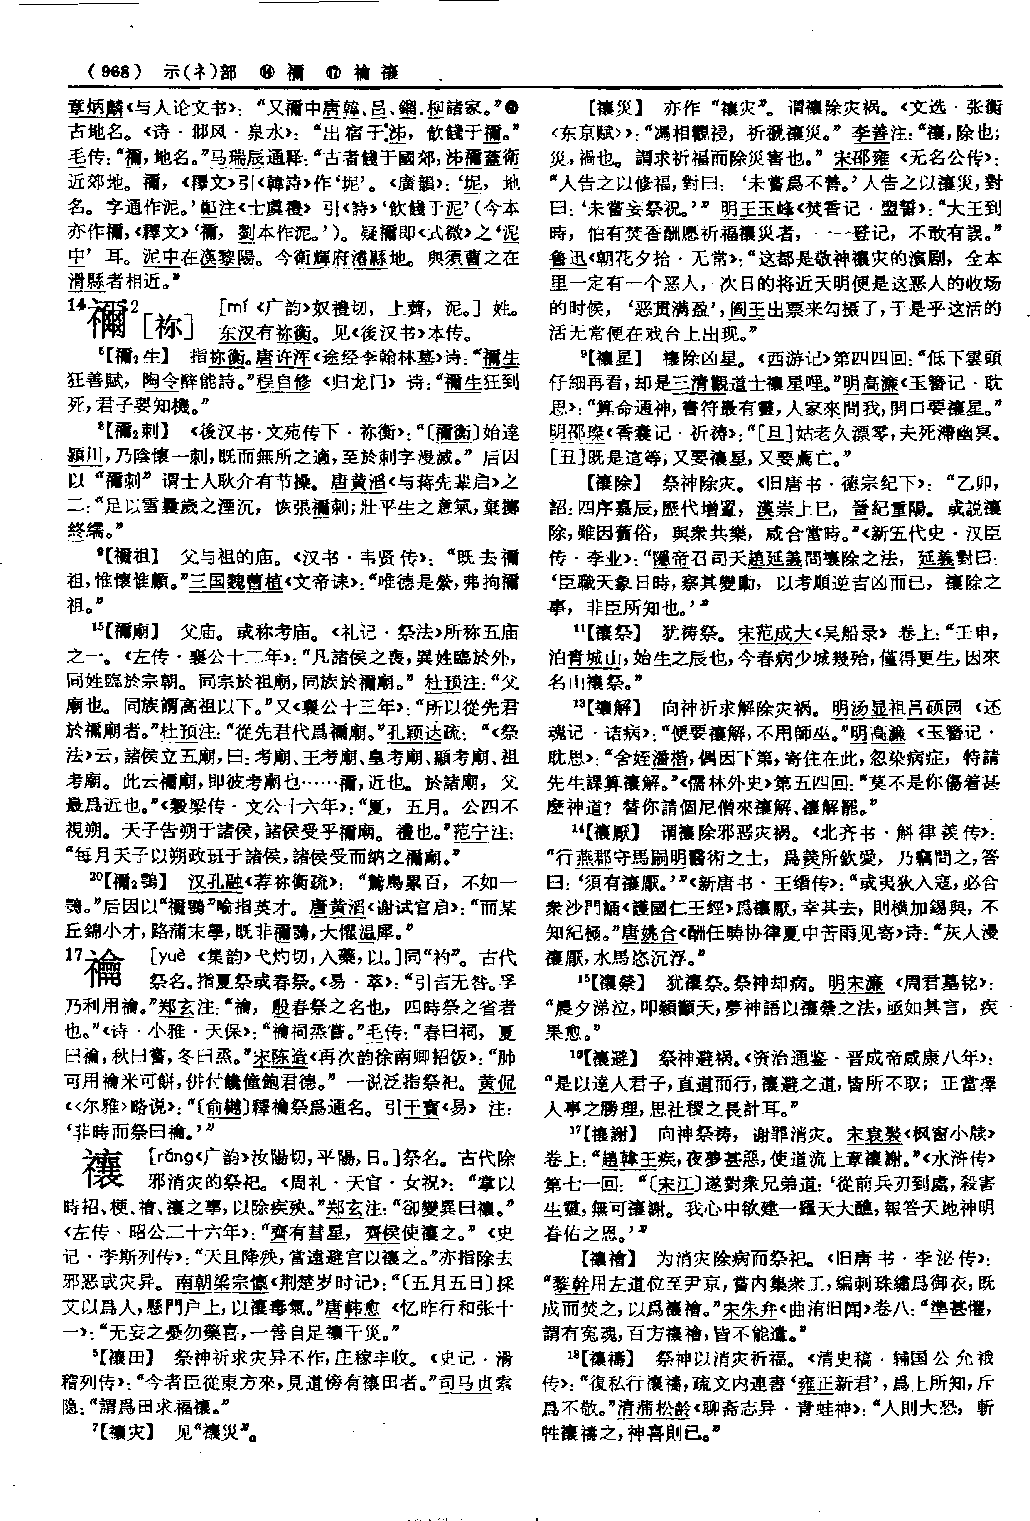 (968) 示(礻)部 ⑭ 禰 ⑰ 禴 禳
章炳麟《与人论文书》：“又禰中唐韓、呂、劉、柳諸家。”❹
古地名。《诗·邶风·泉水》：“出宿于泲，飲餞于禰。”
毛传：“禰，地名。”马瑞辰通释：“古者餞于國郊，泲禰蓋衛
近郊地。禰，《釋文》引《韓詩》作‘坭’。《廣韻》：‘坭，地
名。字通作泥。’鄭注《士虞禮》引《詩》‘飲餞于泥’(今本
亦作禰，《釋文》‘禰，劉本作泥。’)。疑禰即《式微》之‘泥
中’耳。泥中在漢黎陽。今衛輝府濬縣地。與須曹之在
滑縣者相近。”
14禰2[祢] [mí《广韵》奴禮切，上薺，泥。]姓。
东汉有祢衡。见《後汉书》本传。
5【禰2生】 指祢衡。唐许浑《途经李翰林墓》诗：“禰生
狂善賦，陶令醉能詩。”程自修《归龙门》诗：“禰生狂到
死，君子要知機。”
8【禰2刺】 《後汉书·文苑传下·祢衡》：“〔禰衡〕始達
潁川，乃陰懷一刺，既而無所之適，至於刺字漫滅。”后因
以“禰刺”谓士人耿介有节操。唐黄滔《与蒋先辈启》之
二：“足以雪曩歲之湮沉，恢張禰刺；壯平生之意氣，棄擲
終繻。”
9【禰祖】 父与祖的庙。《汉书·韦贤传》：“既去禰
祖，惟懷惟顧。”三国魏曹植《文帝诔》：“唯德是縈，弗拘禰
祖。”
15【禰廟】 父庙。或称考庙。《礼记·祭法》所称五庙
之一。《左传·襄公十二年》：“凡諸侯之喪，異姓臨於外，
同姓臨於宗朝。同宗於祖廟，同族於禰廟。”杜预注：“父
廟也。同族謂高祖以下。”又《襄公十三年》：“所以從先君
於禰廟者。”杜预注：“從先君代爲禰廟。”孔颖达疏：“《祭
法》云，諸侯立五廟，曰：考廟、王考廟、皇考廟、顯考廟、祖
考廟。此云禰廟，即彼考廟也……禰，近也。於諸廟，父
最爲近也。”《穀梁传·文公十六年》：“夏，五月。公四不
視朔。天子告朔于諸侯，諸侯受乎禰廟。禮也。”范宁注：
“每月天子以朔政班于諸侯，諸侯受而納之禰廟。”
20【禰2鶚】 汉孔融《荐祢衡疏》：“鷙鳥累百，不如一
鶚。”后因以“禰鶚”喻指英才。唐黄滔《谢试官启》：“而某
丘錦小才，路蒲末學，既非禰鶚，大懼温犀。”
17禴 [yuè《集韵》弋灼切，入藥，以。]同“礿”。古代
祭名。指夏祭或春祭。《易·萃》：“引吉无咎。孚
乃利用禴。”郑玄注：“禴，殷春祭之名也，四時祭之省者
也。”《诗·小雅·天保》：“禴祠烝嘗。”毛传：“春曰祠，夏
曰禴，秋曰嘗，冬曰烝。”宋陈造《再次韵徐南卿招饭》：“肺
可用禴米可餅，併付饞傖飽君德。”一说泛指祭祀。黄侃
《〈尔雅〉略说》：“〔俞樾〕釋禴祭爲通名。引干寶《易》注：
‘非時而祭曰禴。’”
禳 [ráng《广韵》汝陽切，平陽，日。]祭名。古代除
邪消灾的祭祀。《周礼·天官·女祝》：“掌以
時招、梗、禬、禳之事，以除疾殃。”郑玄注：“卻變異曰禳。”
《左传·昭公二十六年》：“齊有彗星，齊侯使禳之。”《史
记·李斯列传》：“天且降殃，當遠避宫以禳之。”亦指除去
邪恶或灾异。南朝梁宗懔《荆楚岁时记》：“〔五月五日〕採
艾以爲人，懸門户上，以禳毒氣。”唐韩愈《忆昨行和张十
一》：“无妄之憂勿藥喜，一善自足禳千災。”
5【禳田】 祭神祈求灾异不作，庄稼丰收。《史记·滑
稽列传》：“今者臣從東方來，見道傍有禳田者。”司马贞索
隐：“謂爲田求福禳。”
7【禳灾】 见“禳災”。
【禳災】 亦作“禳灾”。谓禳除灾祸。《文选·张衡
〈东京赋〉》：“馮相觀祲，祈禠禳災。”李善注：“禳，除也；
災，禍也。謂求祈福而除災害也。”宋邵雍《无名公传》：
“人告之以修福，對曰：‘未嘗爲不善。’人告之以禳災，對
曰：‘未嘗妄祭祝。’”明王玉峰《焚香记·盟誓》：“大王到
時，怕有焚香酬愿祈福禳災者，一一登记，不敢有誤。”
鲁迅《朝花夕拾·无常》：“这都是敬神禳灾的演剧，全本
里一定有一个恶人，次日的将近天明便是这恶人的收场
的时候，‘恶贯满盈’，阎王出票来勾摄了，于是乎这活的
活无常便在戏台上出现。”
9【禳星】 禳除凶星。《西游记》第四四回：“低下雲頭
仔細再看，却是三清觀道士禳星哩。”明高濂《玉簪记·耽
思》：“算命通神，書符最有靈，人家來問我，開口要禳星。”
明邵璨《香囊记·祈祷》：“〔旦〕姑老久漂零，夫死滯幽冥。
〔丑〕既是這等，又要禳星，又要薦亡。”
【禳除】 祭神除灾。《旧唐书·德宗纪下》：“乙卯，
詔：四序嘉辰，歷代增置，漢崇上巳，晉紀重陽。或説禳
除，雖因舊俗，與衆共樂，咸合當時。”《新五代史·汉臣
传·李业》：“隱帝召司天趙延義問禳除之法，延義對曰：
‘臣職天象日時，察其變動，以考順逆吉凶而已，禳除之
事，非臣所知也。’”
11【禳祭】 犹祷祭。宋范成大《吴船录》卷上：“壬申，
泊青城山，始生之辰也，今春病少城幾殆，僅得更生，因來
名山禳祭。”
13【禳解】 向神祈求解除灾祸。明汤显祖吕硕园《还
魂记·诘病》：“便要禳解，不用師巫。”明高濂《玉簪记·
耽思》：“舍姪潘楷，偶因下第，寄住在此，忽染病症，特請
先生課算禳解。”《儒林外史》第五四回：“莫不是你傷着甚
麽神道？替你請個尼僧來禳解、禳解罷。”
14【禳厭】 谓禳除邪恶灾祸。《北齐书·斛律羡传》：
“行燕郡守馬嗣明醫術之士，爲羨所欽愛，乃竊問之，答
曰：‘須有禳厭。’”《新唐书·王缙传》：“或夷狄入寇，必合
衆沙門誦《護國仁王經》爲禳厭，幸其去，則横加錫與，不
知紀極。”唐姚合《酬任畴协律夏中苦雨见寄》诗：“灰人漫
禳厭，水馬恣沉浮。”
15【禳禜】 犹禳祭。祭神却病。明宋濂《周君墓铭》：
“晨夕涕泣，叩顙籲天，夢神語以禳禜之法，亟如其言，疾
果愈。”
16【禳避】 祭神避祸。《资治通鉴·晋成帝咸康八年》：
“是以達人君子，直道而行，禳避之道，皆所不取；正當擇
人事之勝理，思社稷之長計耳。”
17【禳謝】 向神祭祷，谢罪消灾。宋袁褧《枫窗小牍》
卷上：“趙韓王疾，夜夢甚惡，使道流上章禳謝。”《水浒传》
第七一回：“〔宋江〕遂對衆兄弟道：‘從前兵刃到處，殺害
生靈，無可禳謝。我心中欲建一羅天大醮，報答天地神明
眷佑之恩。’”
【禳禬】 为消灾除病而祭祀。《旧唐书·李泌传》：
“黎幹用左道位至尹京，嘗内集衆工，編刺珠繡爲御衣，既
成而焚之，以爲禳禬。”宋朱弁《曲洧旧闻》卷八：“準甚懼，
謂有寃魂，百方禳禬，皆不能遣。”
18【禳禱】 祭神以消灾祈福。《清史稿·辅国公允䄉
传》：“復私行禳禱，疏文内連書‘雍正新君’，爲上所知，斥
爲不敬。”清蒲松龄《聊斋志异·青蛙神》：“人則大恐，斬
牲禳禱之，神喜則已。”